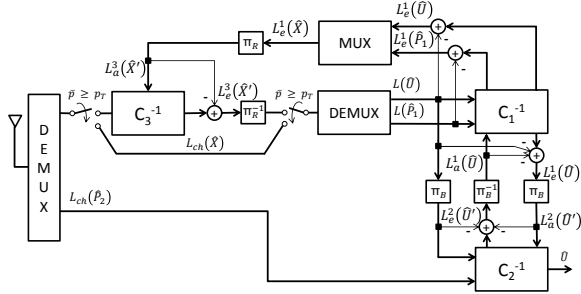 L_e^1(Û)
L_e^1(X̂)
π_R
MUX
L_e^1(P̂_1)
L_a^3(X̂′)
L_e^3(X̂′)
p̄ ≥ p_T
C_3^-1
π_R^-1
p̄ ≥ p_T
DEMUX
L(Û)
L(P̂_1)
C_1^-1
L_ch(X̂)
DEMUX
L_a^1(Û)
L_e^1(Û)
π_B
π_B^-1
π_B
L_ch(P̂_2)
L_e^2(Û′)
L_a^2(Û′)
C_2^-1
Û